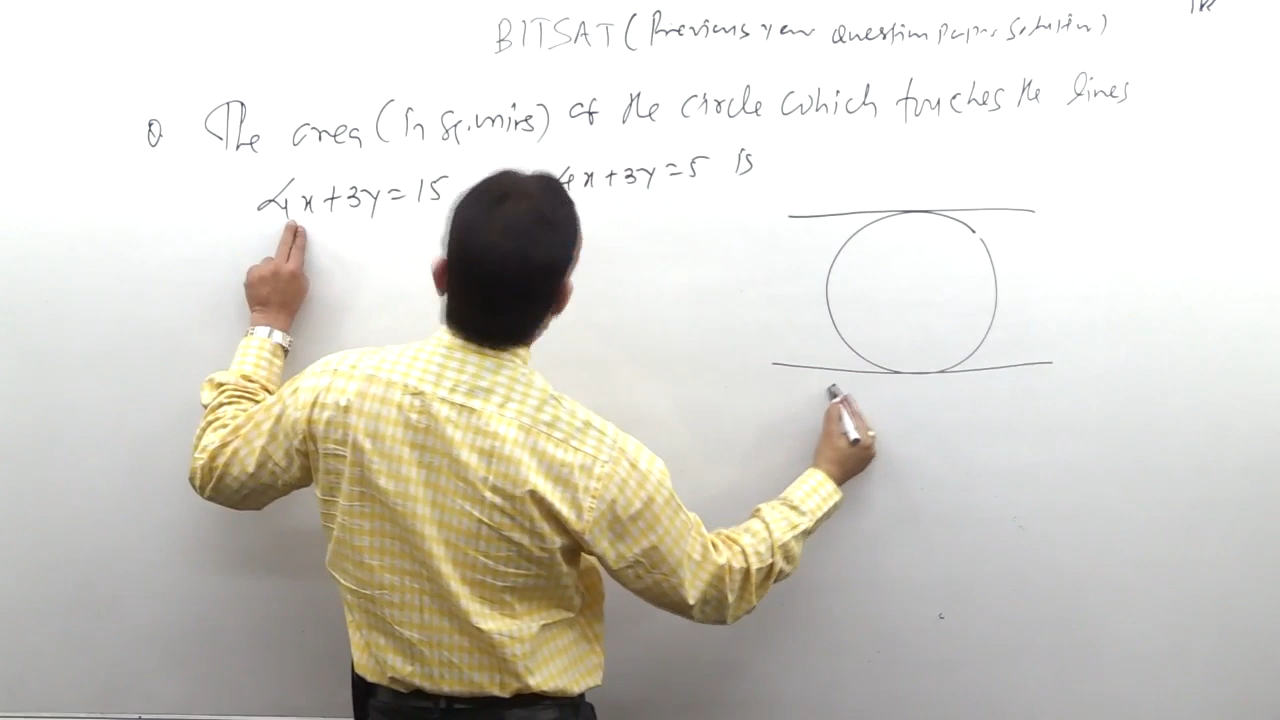 BITSAT (Previous year Question Paper Solution)
Q The area (in sq. units) of the circle which touches the lines
4x+3y=15 4x+3y=5 is